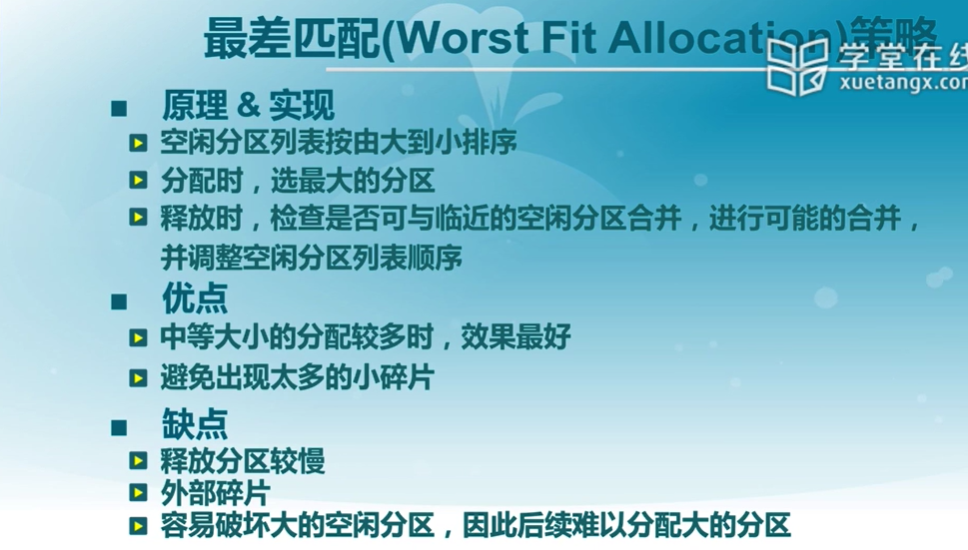 最差匹配(Worst Fit Allocation)策略
学堂在线
xuetangx.com
原理 & 实现
空闲分区列表按由大到小排序
分配时，选最大的分区
释放时，检查是否可与临近的空闲分区合并，进行可能的合并，
并调整空闲分区列表顺序
优点
中等大小的分配较多时，效果最好
避免出现太多的小碎片
缺点
释放分区较慢
外部碎片
容易破坏大的空闲分区，因此后续难以分配大的分区